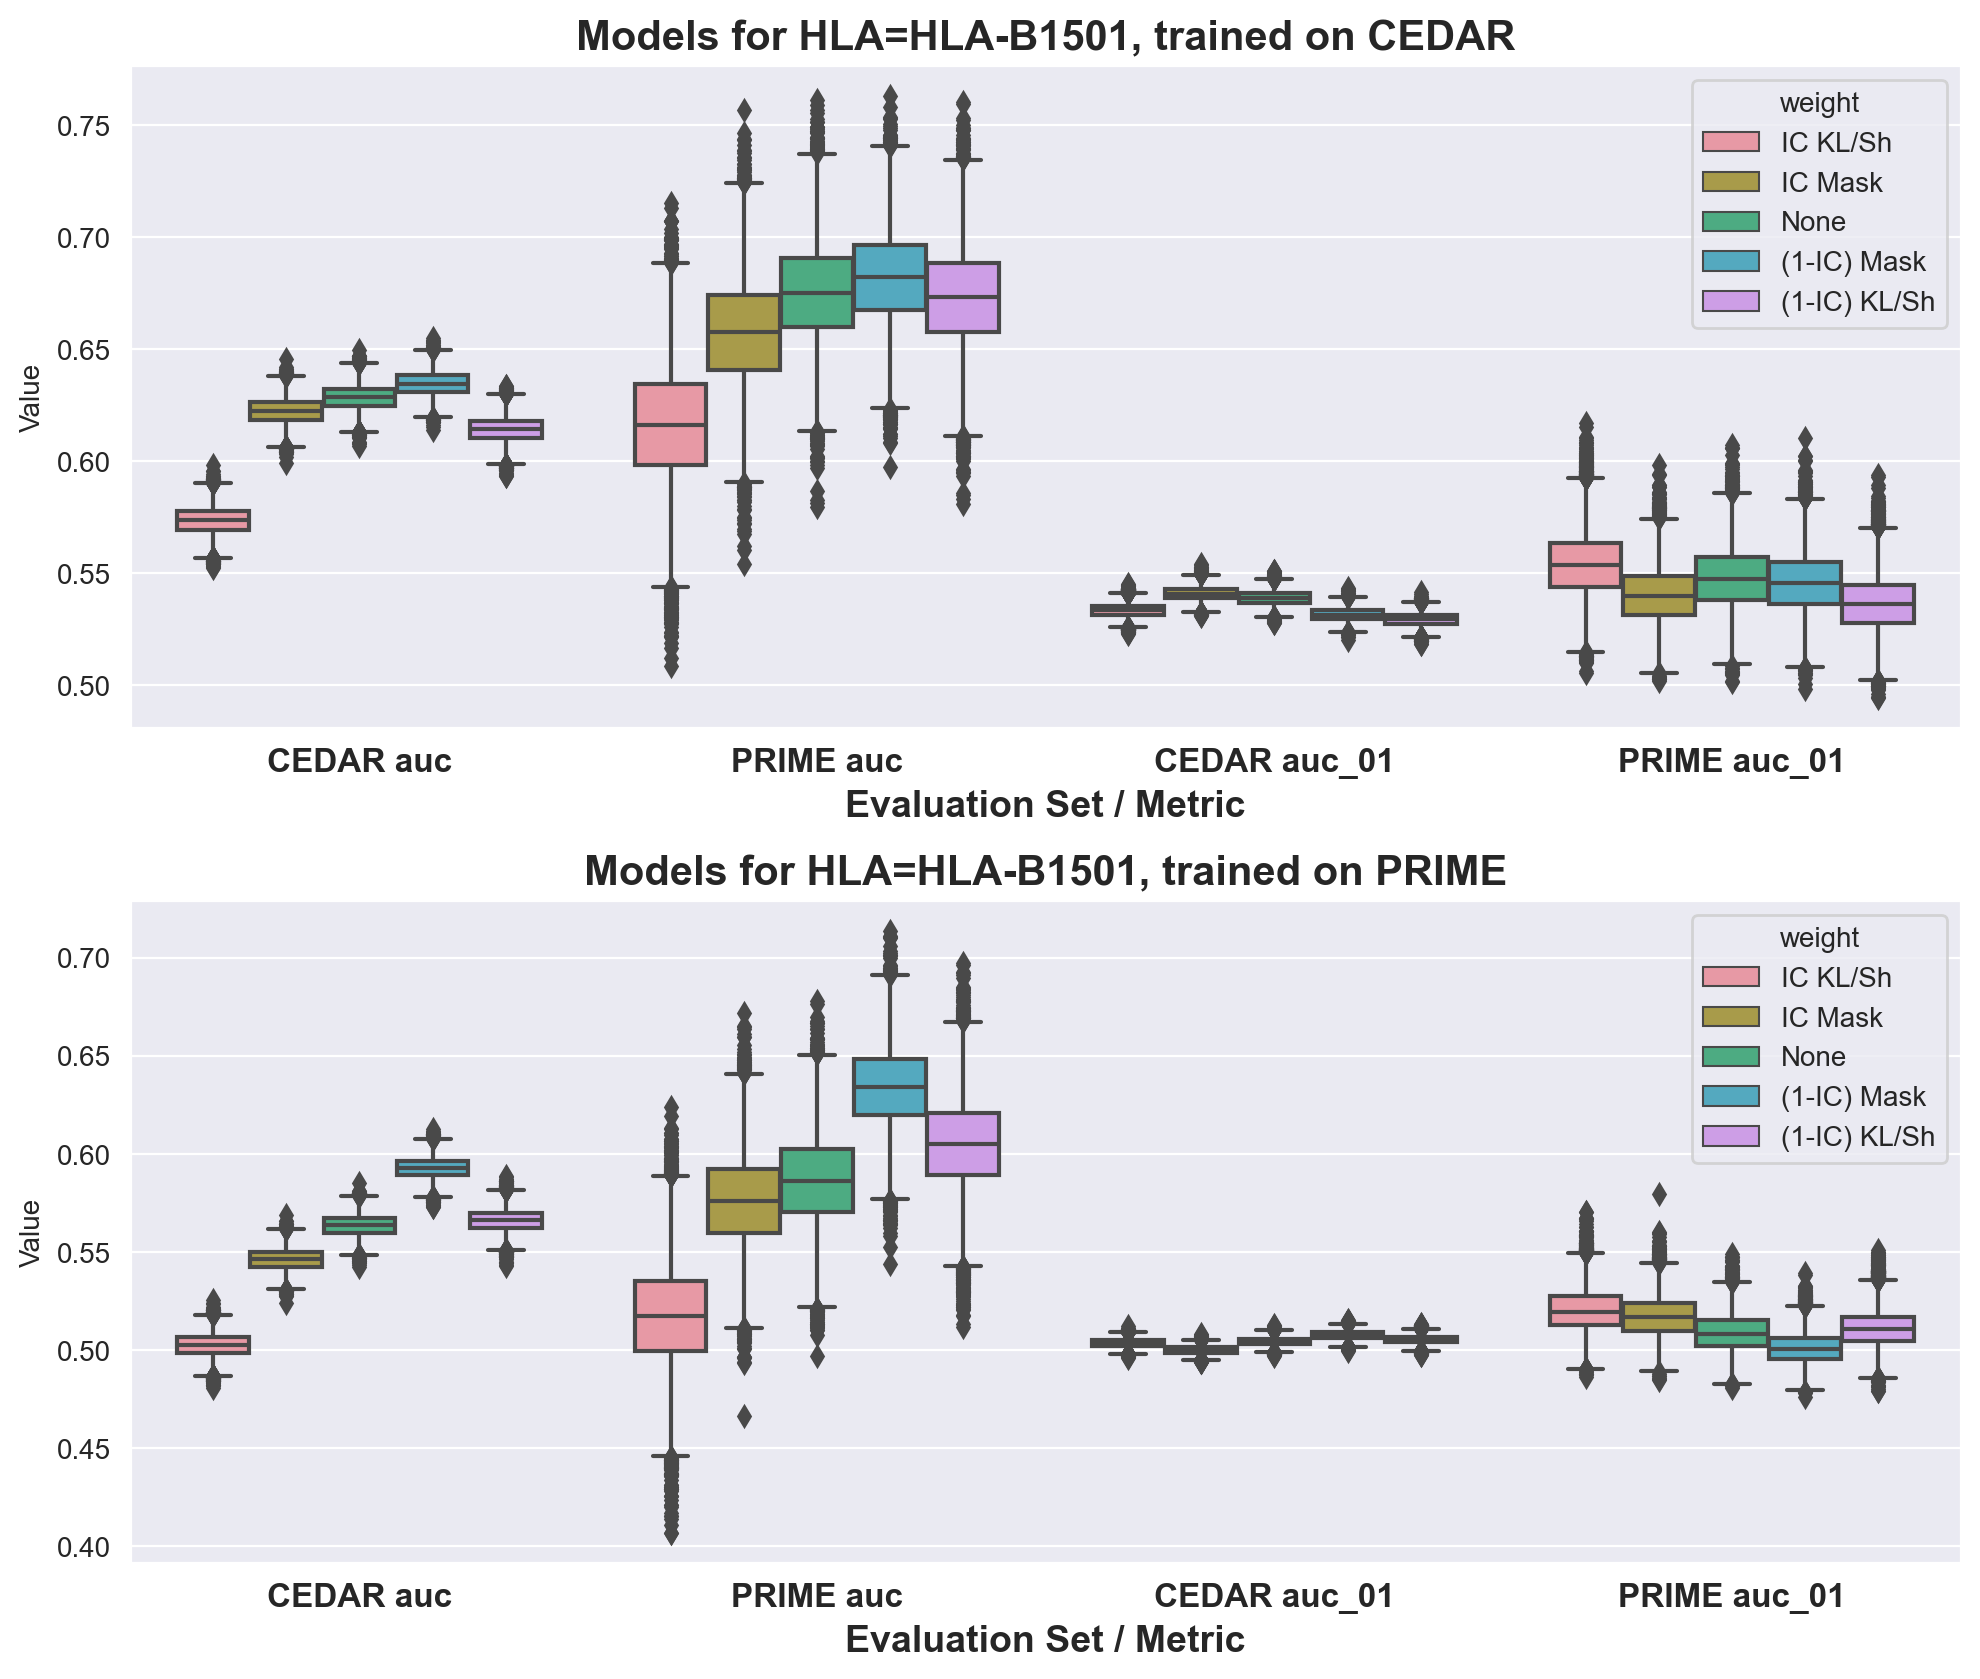 Models for HLA=HLA-B1501, trained on CEDAR
weight
IC KL/Sh
IC Mask
None
(1-IC) Mask
(1-IC) KL/Sh
Value
0.75
0.70
0.65
0.60
0.55
0.50
CEDAR auc PRIME auc CEDAR auc_01 PRIME auc_01
Evaluation Set / Metric
Models for HLA=HLA-B1501, trained on PRIME
weight
IC KL/Sh
IC Mask
None
(1-IC) Mask
(1-IC) KL/Sh
Value
0.70
0.65
0.60
0.55
0.50
0.45
0.40
CEDAR auc PRIME auc CEDAR auc_01 PRIME auc_01
Evaluation Set / Metric